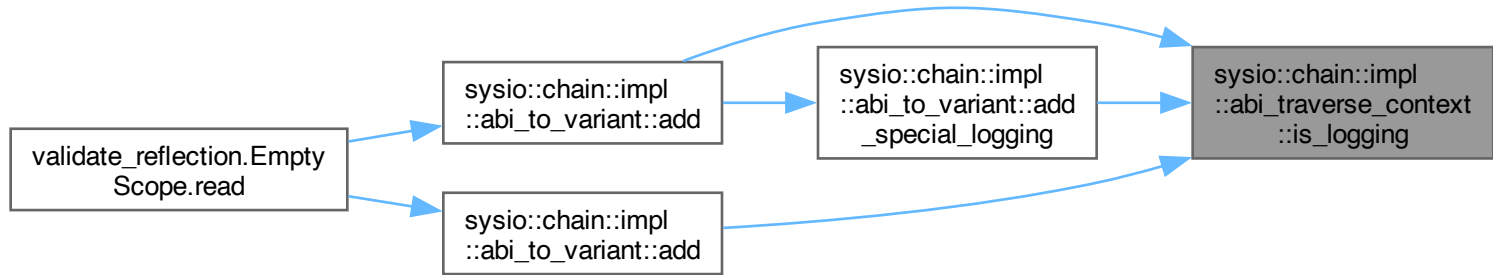 validate_reflection.Empty
Scope.read
sysio::chain::impl
::abi_to_variant::add
sysio::chain::impl
::abi_to_variant::add
sysio::chain::impl
::abi_to_variant::add
_special_logging
sysio::chain::impl
::abi_traverse_context
::is_logging